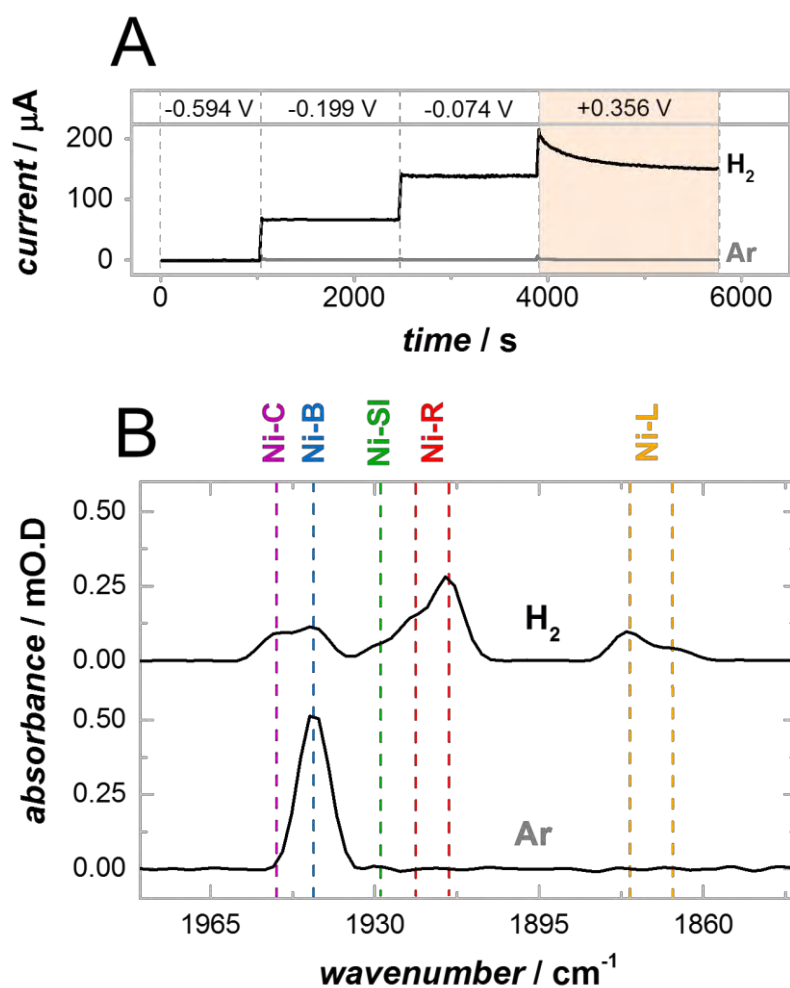 A
-0.594 V -0.199 V -0.074 V +0.356 V
200
100
0
current / μA
H2
Ar
0 2000 4000 6000
time / s
B
Ni-C Ni-B Ni-SI Ni-R Ni-L
0.50
0.25
0.00
H2
0.50
0.25
0.00
Ar
absorbance / mO.D
1965 1930 1895 1860
wavenumber / cm-1